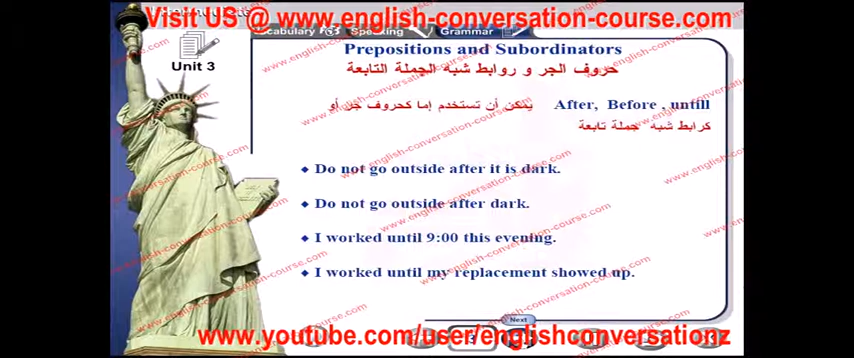 Visit US @ www.english-conversation-course.com
Vocabulary Speaking Grammar
Unit 3
Prepositions and Subordinators
حروف الجر و روابط شبه الجملة التابعة
After, Before , untill يمكن أن تستخدم إما كحروف جر أو
كرابط شبه جملة تابعة
Do not go outside after it is dark.
Do not go outside after dark.
I worked until 9:00 this evening.
I worked until my replacement showed up.
Next
3
www.youtube.com/user/englishconversationz